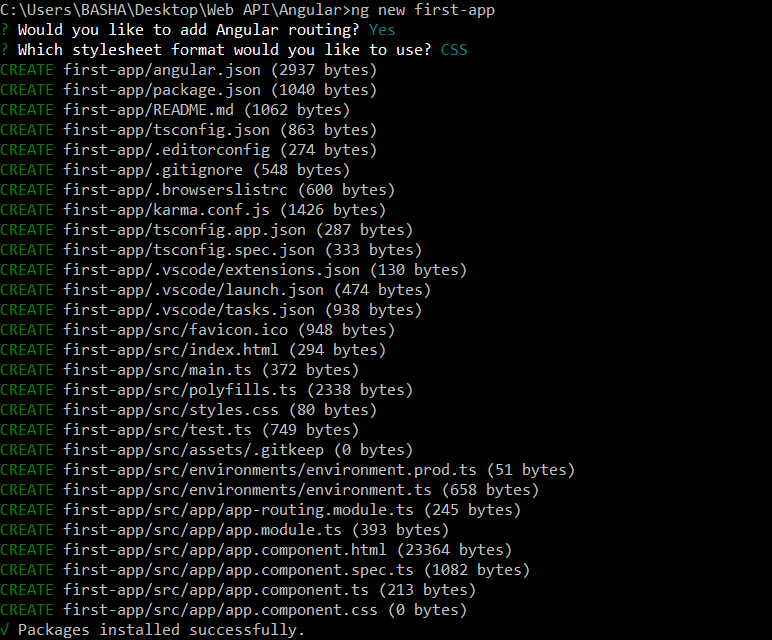 C:\Users\BASHA\Desktop\Web API\Angular>ng new first-app
? Would you like to add Angular routing? Yes
? Which stylesheet format would you like to use? CSS
CREATE first-app/angular.json (2937 bytes)
CREATE first-app/package.json (1040 bytes)
CREATE first-app/README.md (1062 bytes)
CREATE first-app/tsconfig.json (863 bytes)
CREATE first-app/.editorconfig (274 bytes)
CREATE first-app/.gitignore (548 bytes)
CREATE first-app/.browserslistrc (600 bytes)
CREATE first-app/karma.conf.js (1426 bytes)
CREATE first-app/tsconfig.app.json (287 bytes)
CREATE first-app/tsconfig.spec.json (333 bytes)
CREATE first-app/.vscode/extensions.json (130 bytes)
CREATE first-app/.vscode/launch.json (474 bytes)
CREATE first-app/.vscode/tasks.json (938 bytes)
CREATE first-app/src/favicon.ico (948 bytes)
CREATE first-app/src/index.html (294 bytes)
CREATE first-app/src/main.ts (372 bytes)
CREATE first-app/src/polyfills.ts (2338 bytes)
CREATE first-app/src/styles.css (80 bytes)
CREATE first-app/src/test.ts (749 bytes)
CREATE first-app/src/assets/.gitkeep (0 bytes)
CREATE first-app/src/environments/environment.prod.ts (51 bytes)
CREATE first-app/src/environments/environment.ts (658 bytes)
CREATE first-app/src/app/app-routing.module.ts (245 bytes)
CREATE first-app/src/app/app.module.ts (393 bytes)
CREATE first-app/src/app/app.component.html (23364 bytes)
CREATE first-app/src/app/app.component.spec.ts (1082 bytes)
CREATE first-app/src/app/app.component.ts (213 bytes)
CREATE first-app/src/app/app.component.css (0 bytes)
√ Packages installed successfully.